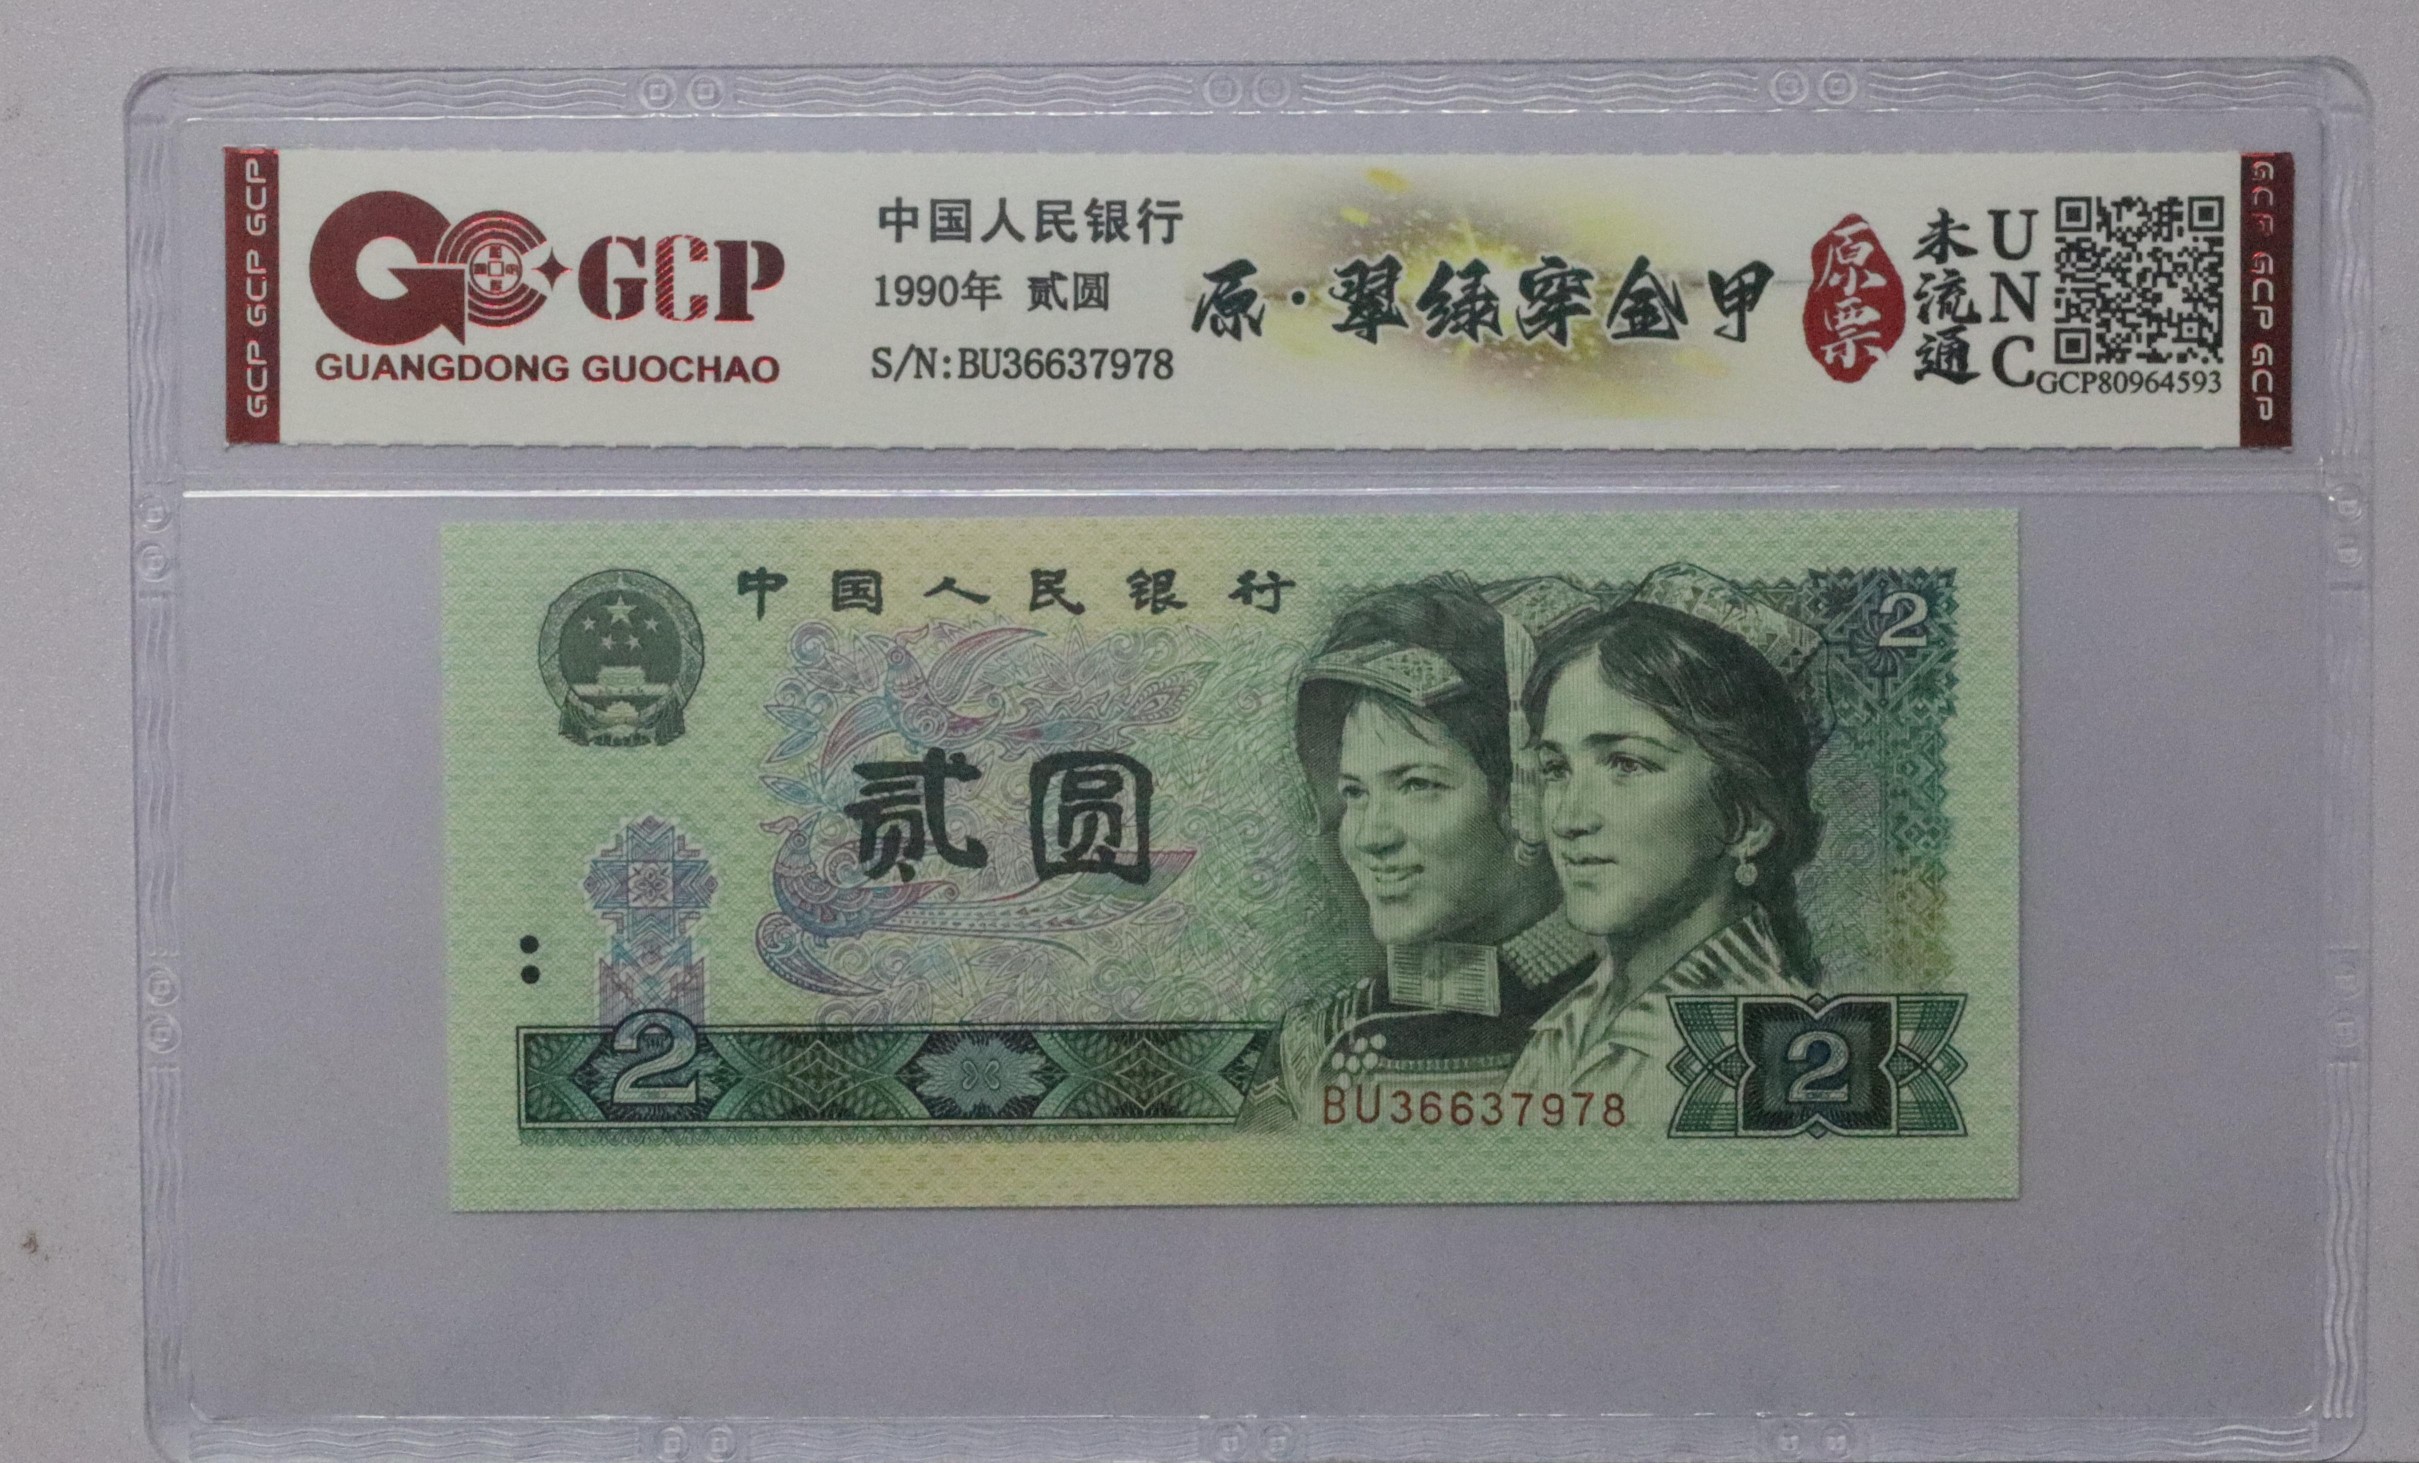 GCP GCP GCP
GCP
GUANGDONG GUOCHAO
中国人民银行
1990年 贰圆
S/N:BU36637978
原·翠绿穿金甲
原票
未流通
UNC
GCP80964593
GCP GCP GCP
中国人民银行
2
贰圆
2
BU36637978
2